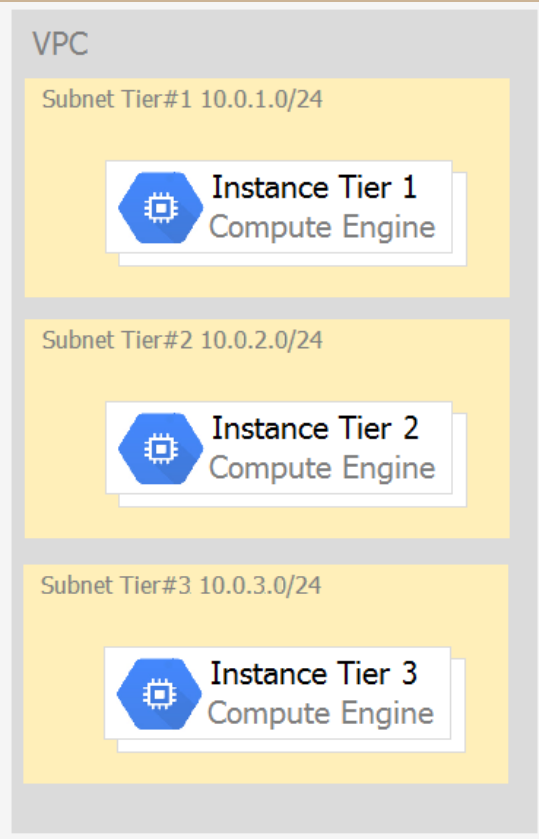 VPC
Subnet Tier#1 10.0.1.0/24
Instance Tier 1
Compute Engine
Subnet Tier#2 10.0.2.0/24
Instance Tier 2
Compute Engine
Subnet Tier#3 10.0.3.0/24
Instance Tier 3
Compute Engine